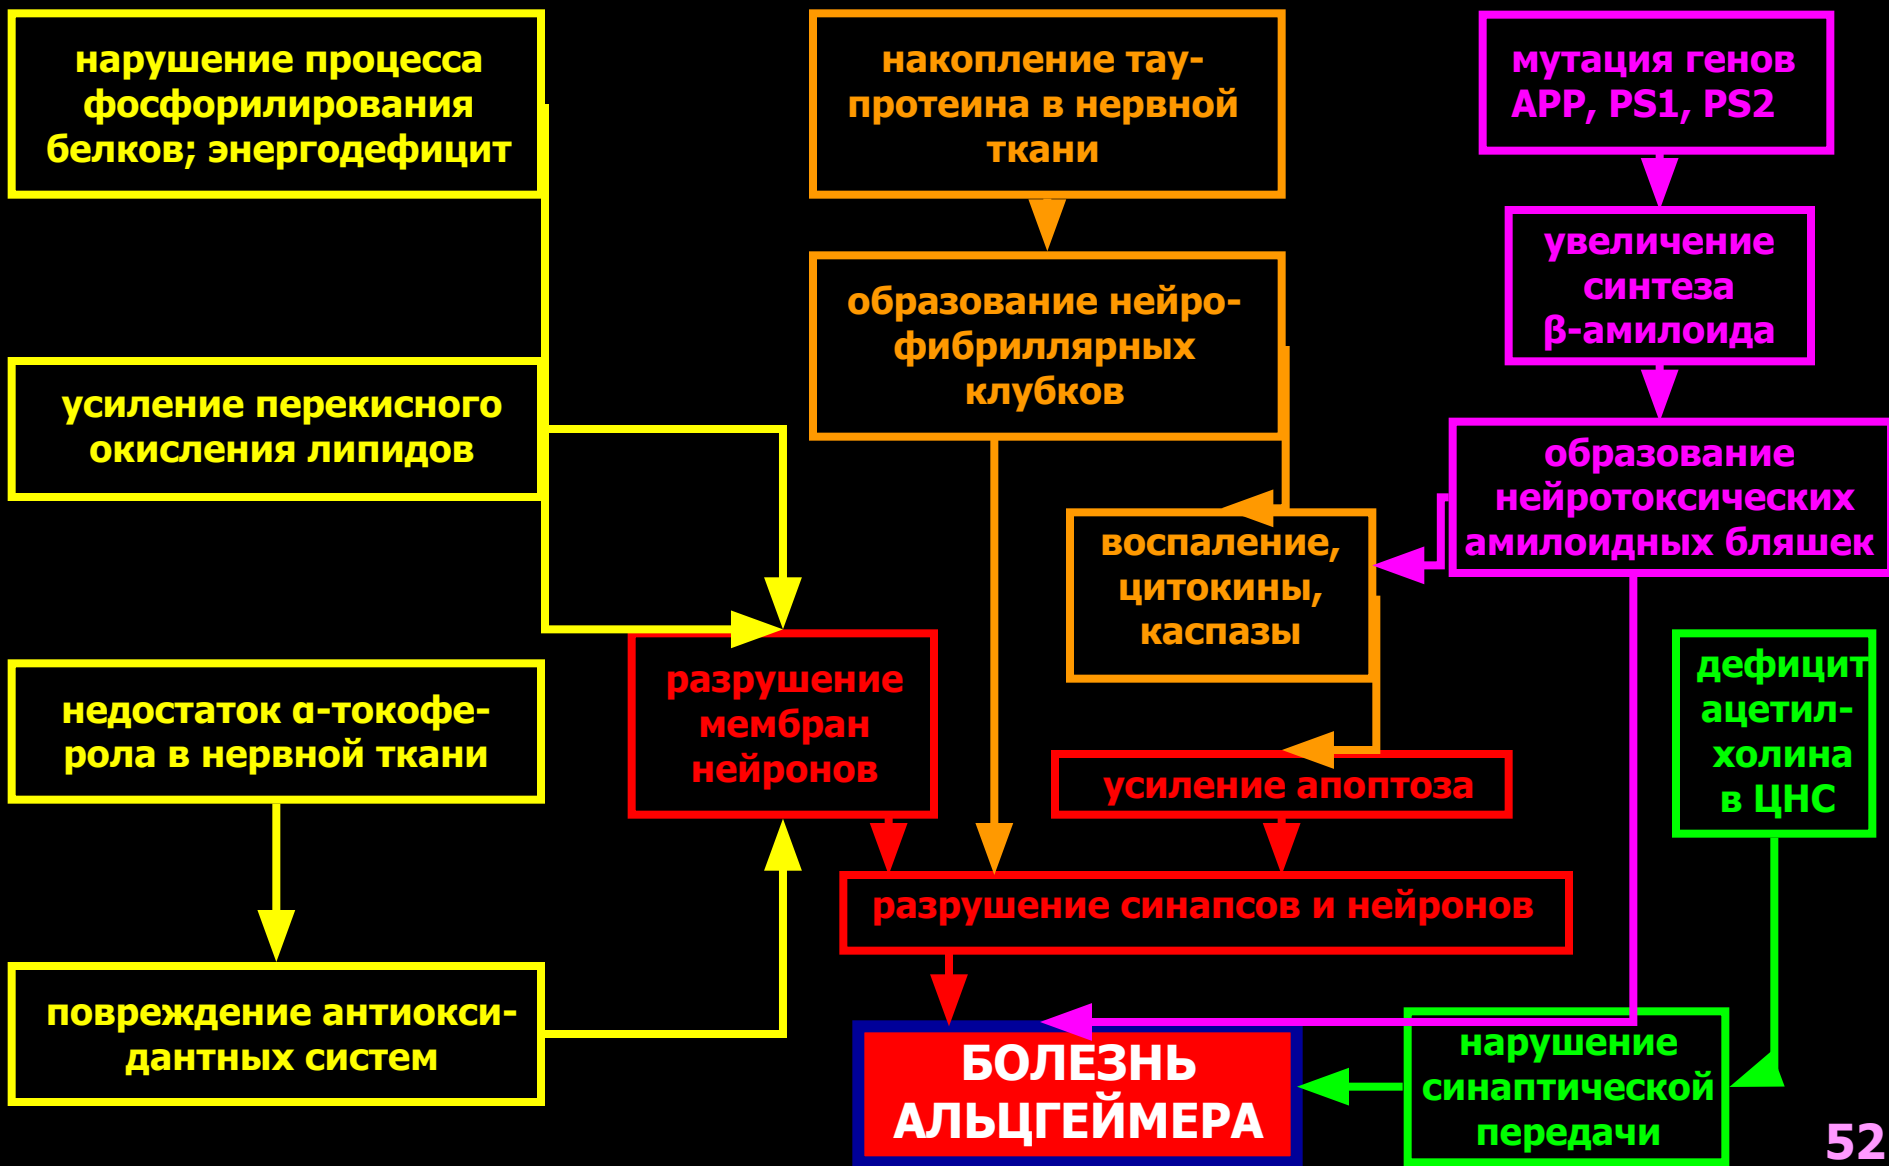 нарушение процесса
фосфорилирования
белков; энергодефицит
накопление тау-
протеина в нервной
ткани
мутация генов
АРР, PS1, PS2
увеличение
синтеза
β-амилоида
образование нейро-
фибриллярных
клубков
усиление перекисного
окисления липидов
образование
нейротоксических
амилоидных бляшек
воспаление,
цитокины,
каспазы
дефицит
ацетил-
холина
в ЦНС
недостаток α-токофе-
рола в нервной ткани
разрушение
мембран
нейронов
усиление апоптоза
разрушение синапсов и нейронов
повреждение антиокси-
дантных систем
БОЛЕЗНЬ
АЛЬЦГЕЙМЕРА
нарушение
синаптической
передачи
52